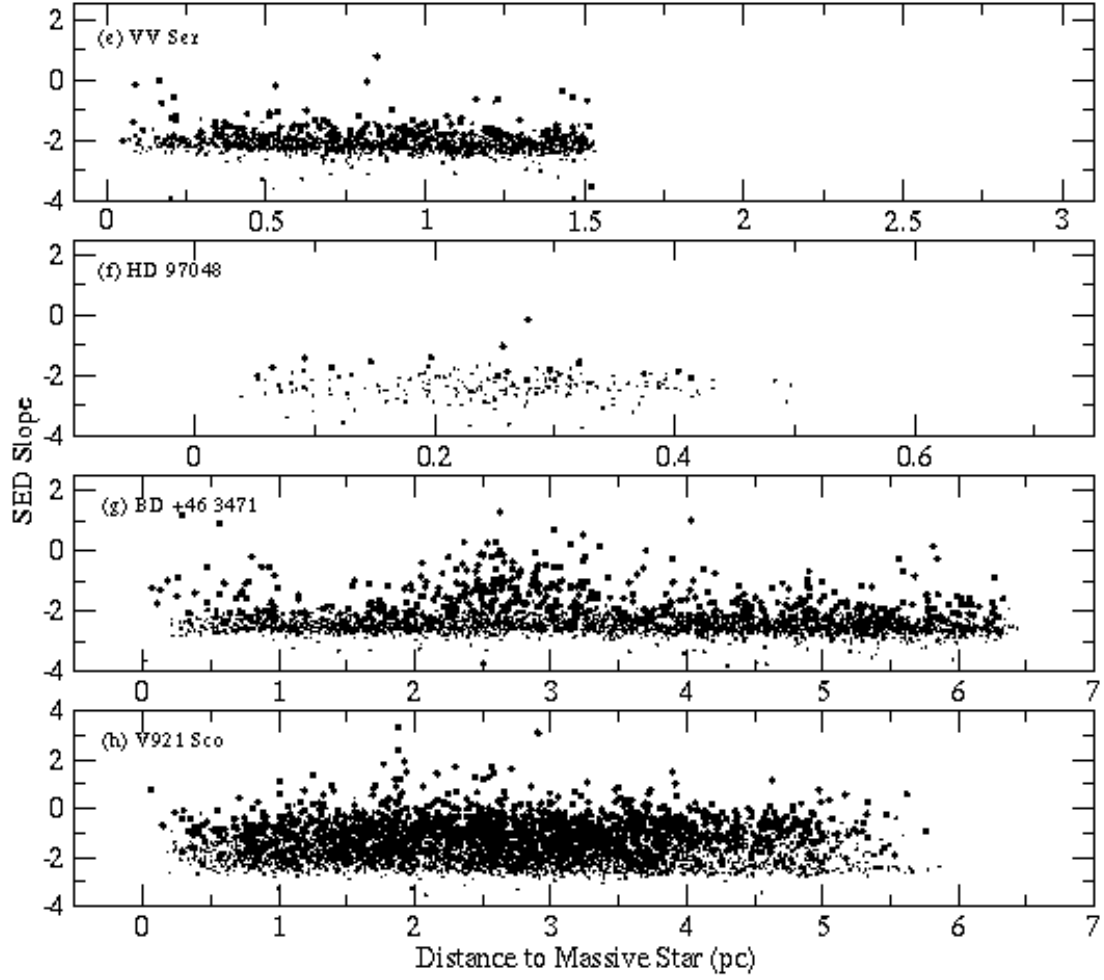 (e) VV Ser
2
0
-2
-4
0 0.5 1 1.5 2 2.5 3
(f) HD 97048
2
0
-2
-4
0 0.2 0.4 0.6
SED Slope
(g) BD +46 3471
2
0
-2
-4
0 1 2 3 4 5 6 7
(h) V921 Sco
4
2
0
-2
-4
0 1 2 3 4 5 6 7
Distance to Massive Star (pc)